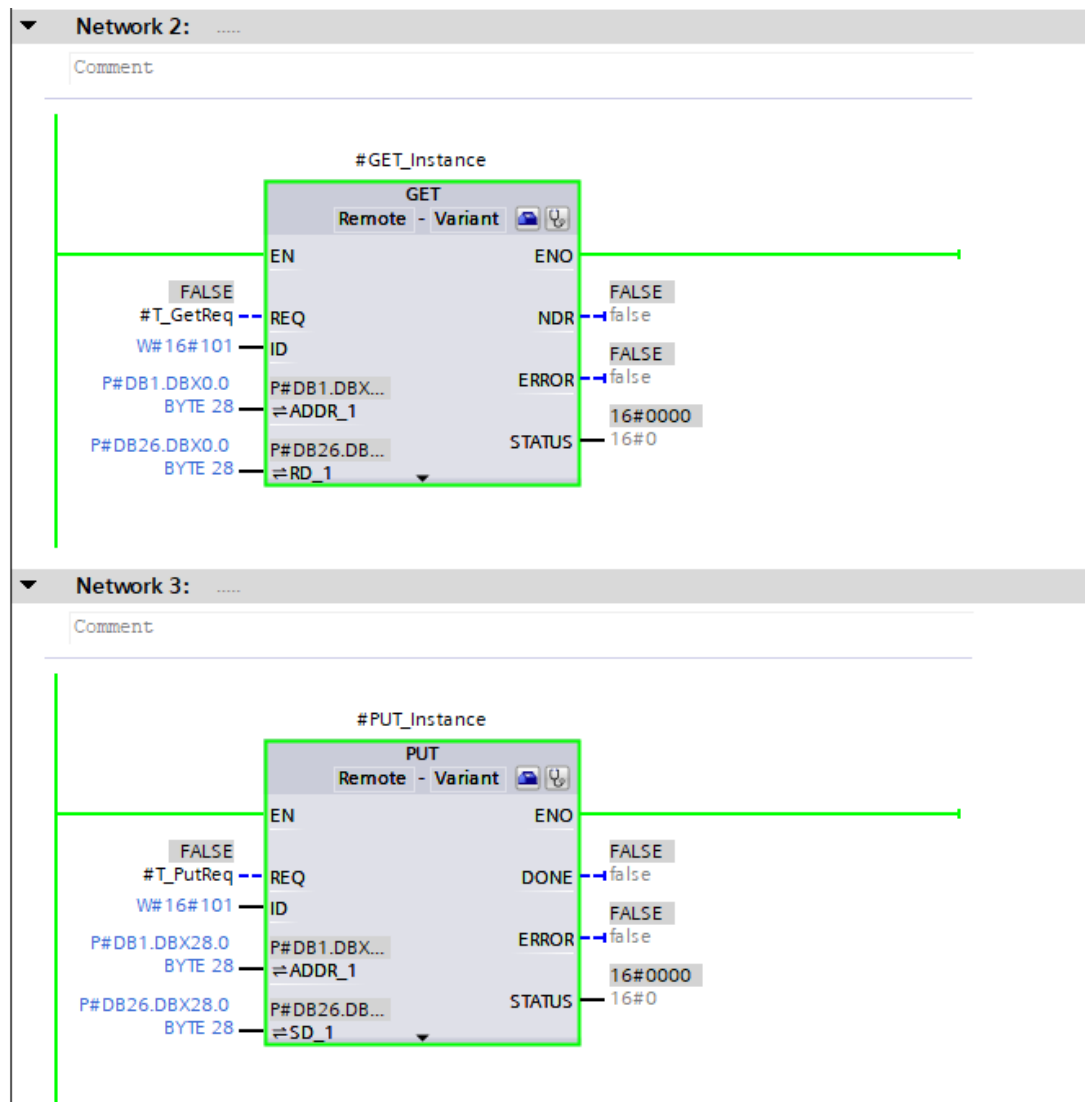 Network 2: .....
Comment
#GET_Instance
GET
Remote - Variant
EN ENO
FALSE FALSE
#T_GetReq REQ NDR false
W#16#101 ID FALSE
P#DB1.DBX0.0 P#DB1.DBX... ERROR false
BYTE 28 ⇌ADDR_1 16#0000
P#DB26.DBX0.0 P#DB26.DB... STATUS 16#0
BYTE 28 ⇌RD_1
Network 3: .....
Comment
#PUT_Instance
PUT
Remote - Variant
EN ENO
FALSE FALSE
#T_PutReq REQ DONE false
W#16#101 ID FALSE
P#DB1.DBX28.0 P#DB1.DBX... ERROR false
BYTE 28 ⇌ADDR_1 16#0000
P#DB26.DBX28.0 P#DB26.DB... STATUS 16#0
BYTE 28 ⇌SD_1